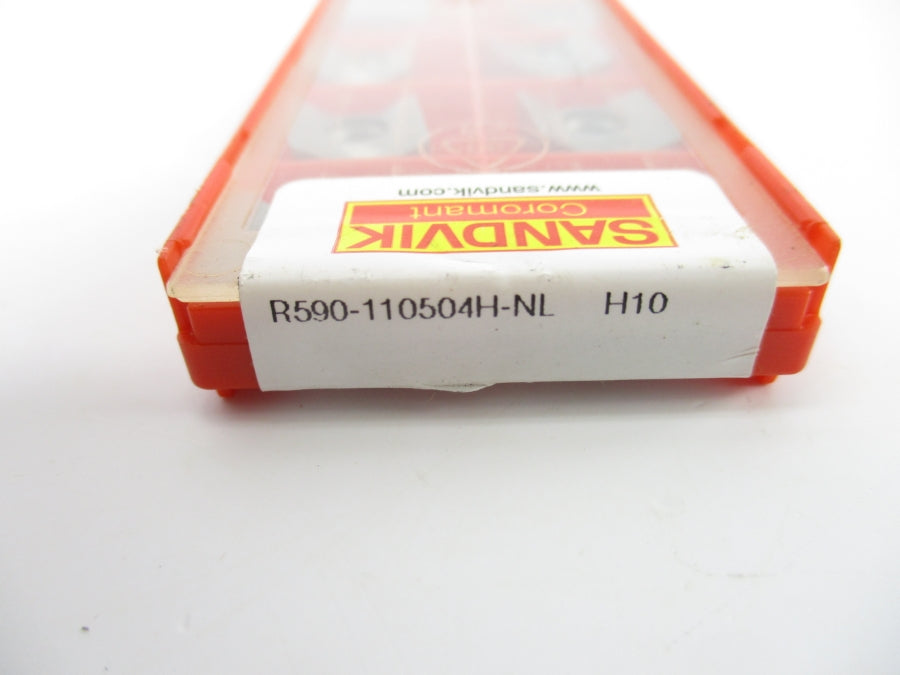 www.sandvik.com
SANDVIK
Coromant
R590-110504H-NL H10